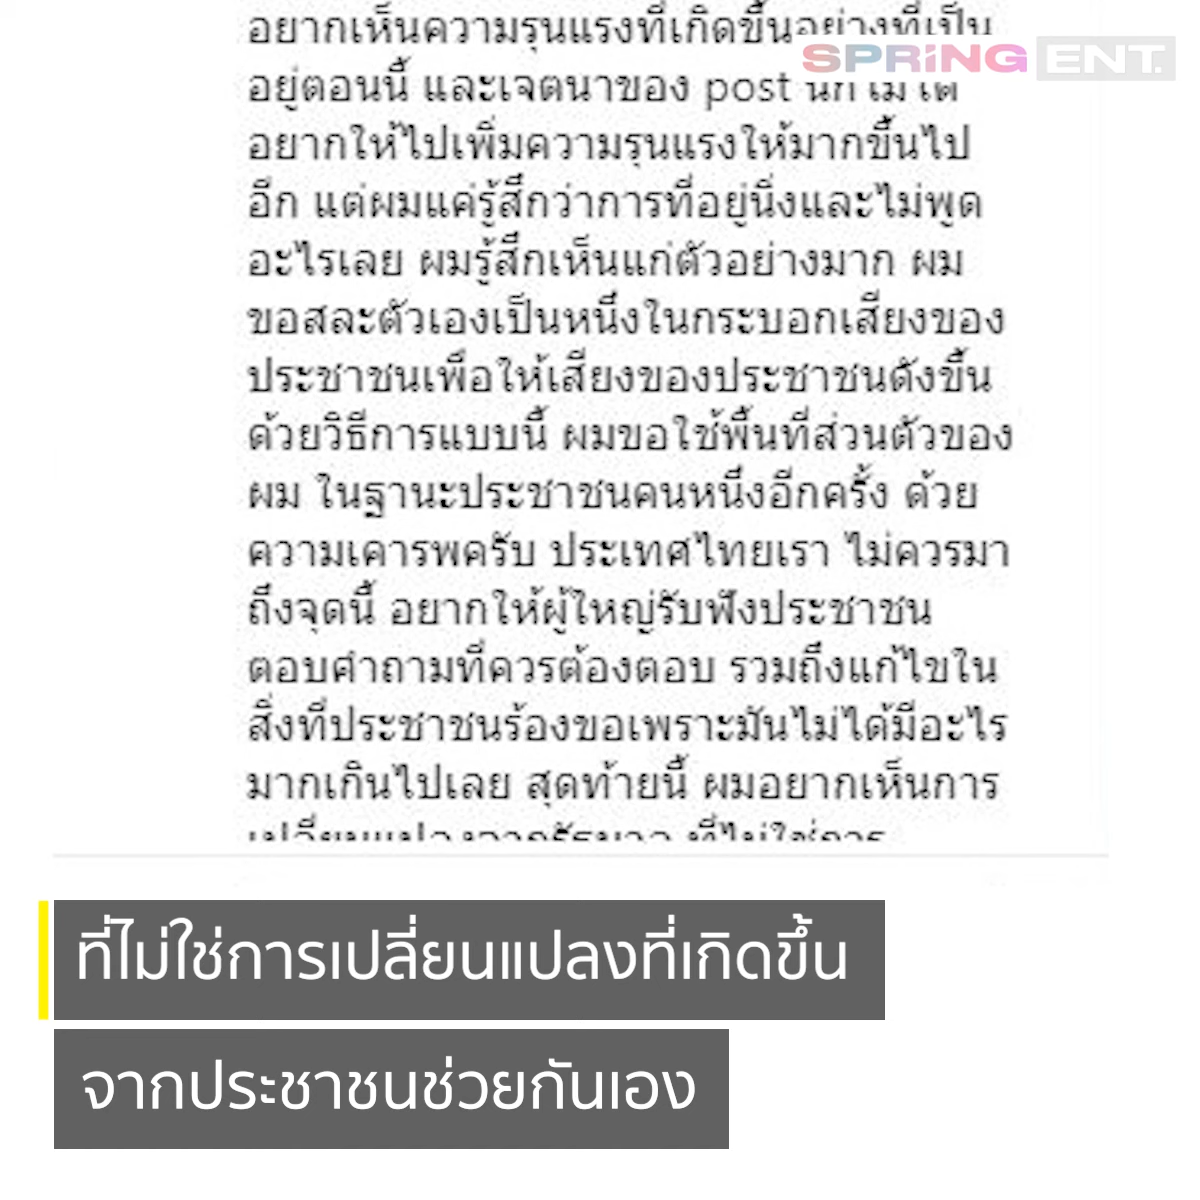 อยากเห็นความรุนแรงที่เกิดขึ้นอย่างที่เป็น
SPRiNG ENT.
อยู่ตอนนี้ และเจตนาของ post นี้ก็ไม่ได้
อยากให้ไปเพิ่มความรุนแรงให้มากขึ้นไป
อีก แต่ผมแค่รู้สึกว่าการที่อยู่นิ่งและไม่พูด
อะไรเลย ผมรู้สึกเห็นแก่ตัวอย่างมาก ผม
ขอสละตัวเองเป็นหนึ่งในกระบอกเสียงของ
ประชาชนเพื่อให้เสียงของประชาชนดังขึ้น
ด้วยวิธีการแบบนี้ ผมขอใช้พื้นที่ส่วนตัวของ
ผม ในฐานะประชาชนคนหนึ่งอีกครั้ง ด้วย
ความเคารพครับ ประเทศไทยเรา ไม่ควรมา
ถึงจุดนี้ อยากให้ผู้ใหญ่รับฟังประชาชน
ตอบคำถามที่ควรต้องตอบ รวมถึงแก้ไขใน
สิ่งที่ประชาชนร้องขอเพราะมันไม่ได้มีอะไร
มากเกินไปเลย สุดท้ายนี้ ผมอยากเห็นการ
ที่ไม่ใช่การเปลี่ยนแปลงที่เกิดขึ้น
จากประชาชนช่วยกันเอง